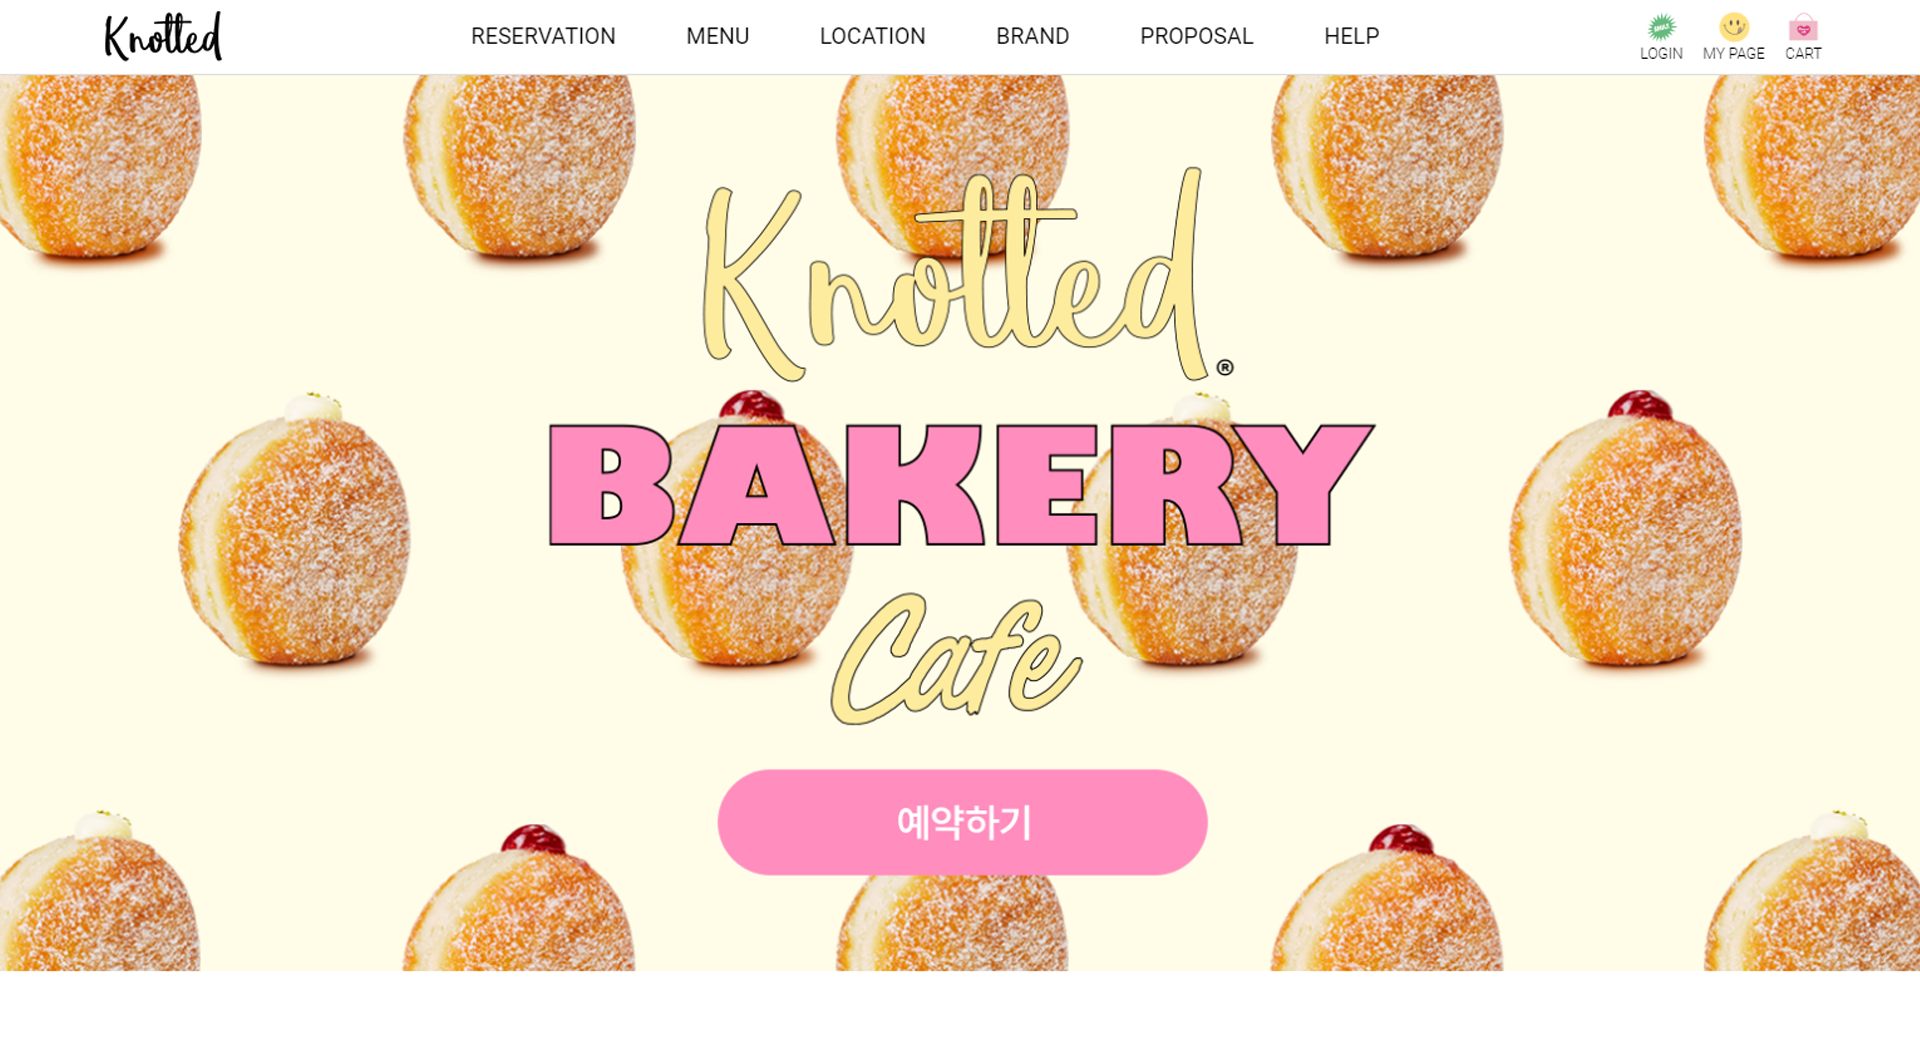 Knotted RESERVATION MENU LOCATION BRAND PROPOSAL HELP LOGIN MY PAGE CART
Knotted®
BAKERY
Cafe
예약하기